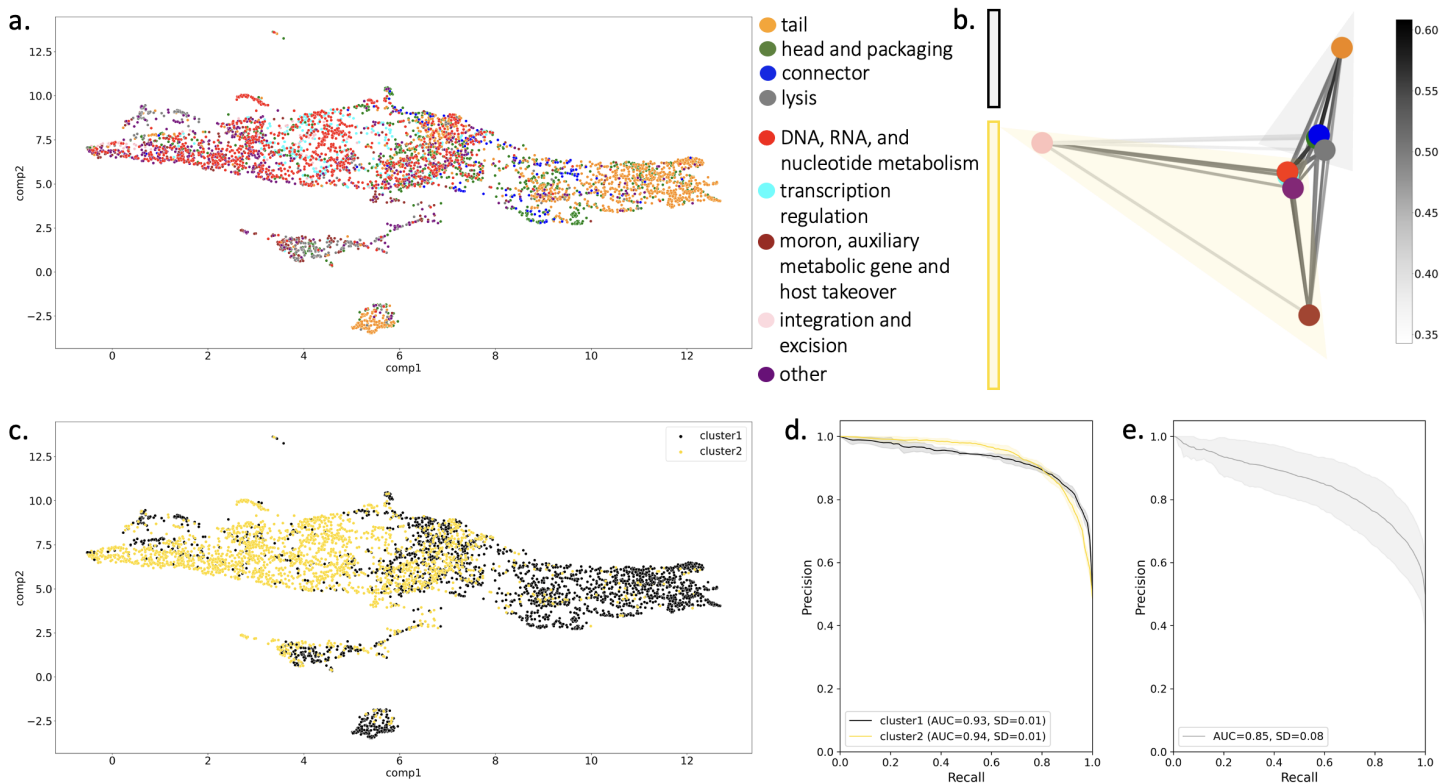 a.
12.5
10.0
7.5
5.0
2.5
0.0
−2.5
comp2
0
2
4
6
8
10
12
comp1
tail
head and packaging
connector
lysis
DNA, RNA, and
nucleotide metabolism
transcription
regulation
moron, auxiliary
metabolic gene and
host takeover
integration and
excision
other
b.
0.60
0.55
0.50
0.45
0.40
0.35
c.
cluster1
cluster2
12.5
10.0
7.5
5.0
2.5
0.0
−2.5
comp2
0
2
4
6
8
10
12
comp1
d.
1.0
0.8
0.6
0.4
0.2
0.0
Precision
cluster1 (AUC=0.93, SD=0.01)
cluster2 (AUC=0.94, SD=0.01)
0.0
0.2
0.4
0.6
0.8
1.0
Recall
e.
1.0
0.8
0.6
0.4
0.2
0.0
Precision
AUC=0.85, SD=0.08
0.0
0.2
0.4
0.6
0.8
1.0
Recall